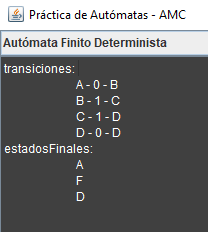 Práctica de Autómatas - AMC
Autómata Finito Determinista
transiciones:
A - 0 - B
B - 1 - C
C - 1 - D
D - 0 - D
estadosFinales:
A
F
D